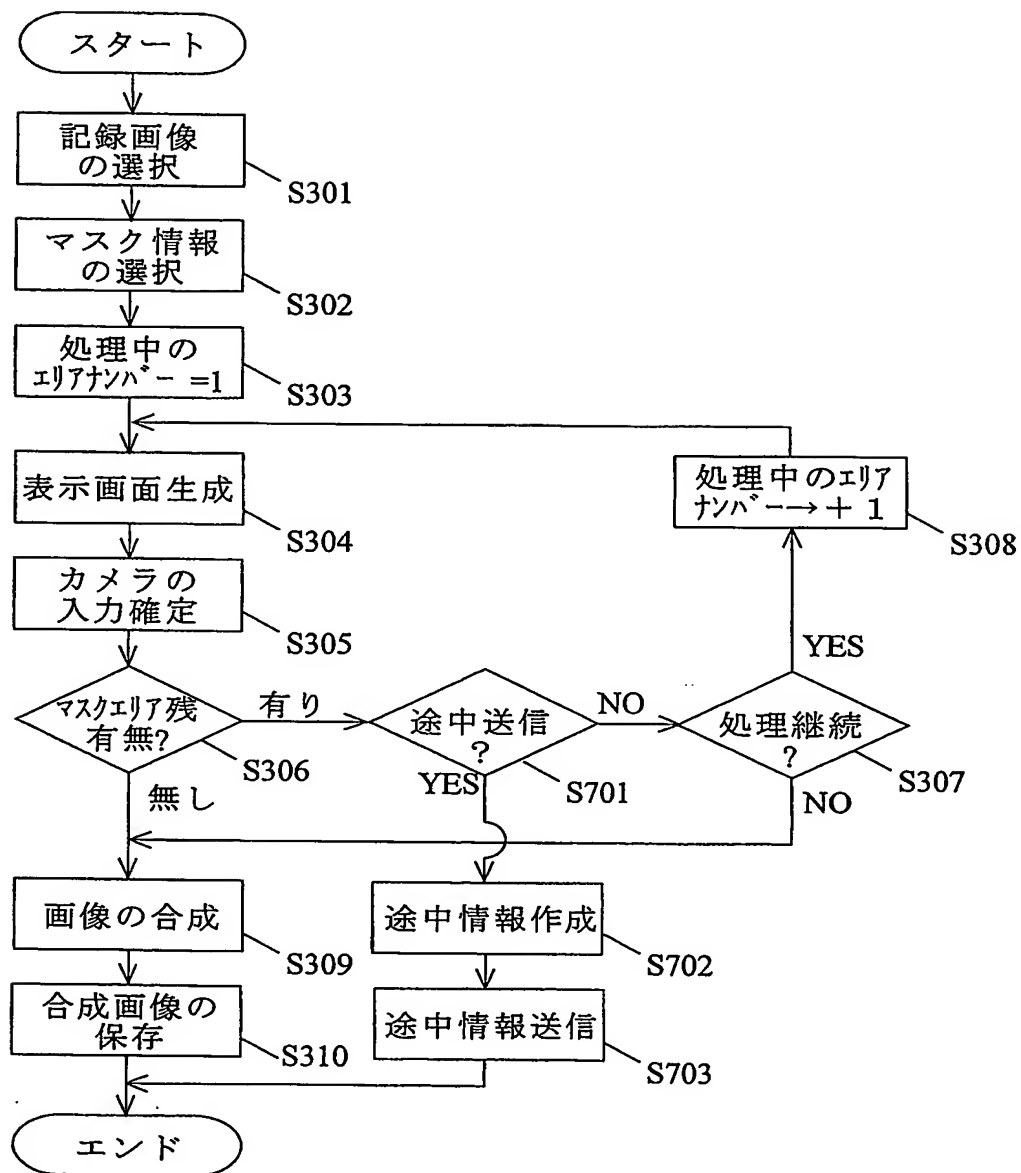 スタート
記録画像
の選択
S301
マスク情報
の選択
S302
処理中の
エリアナンバー =1
S303
表示画面生成
S304
処理中のエリア
ナンバー→+1
S308
カメラの
入力確定
S305
YES
マスクエリア残
有無?
S306
有り
途中送信
?
S701
NO
処理継続
?
S307
無し
YES
NO
画像の合成
S309
途中情報作成
S702
合成画像の
保存
S310
途中情報送信
S703
エンド